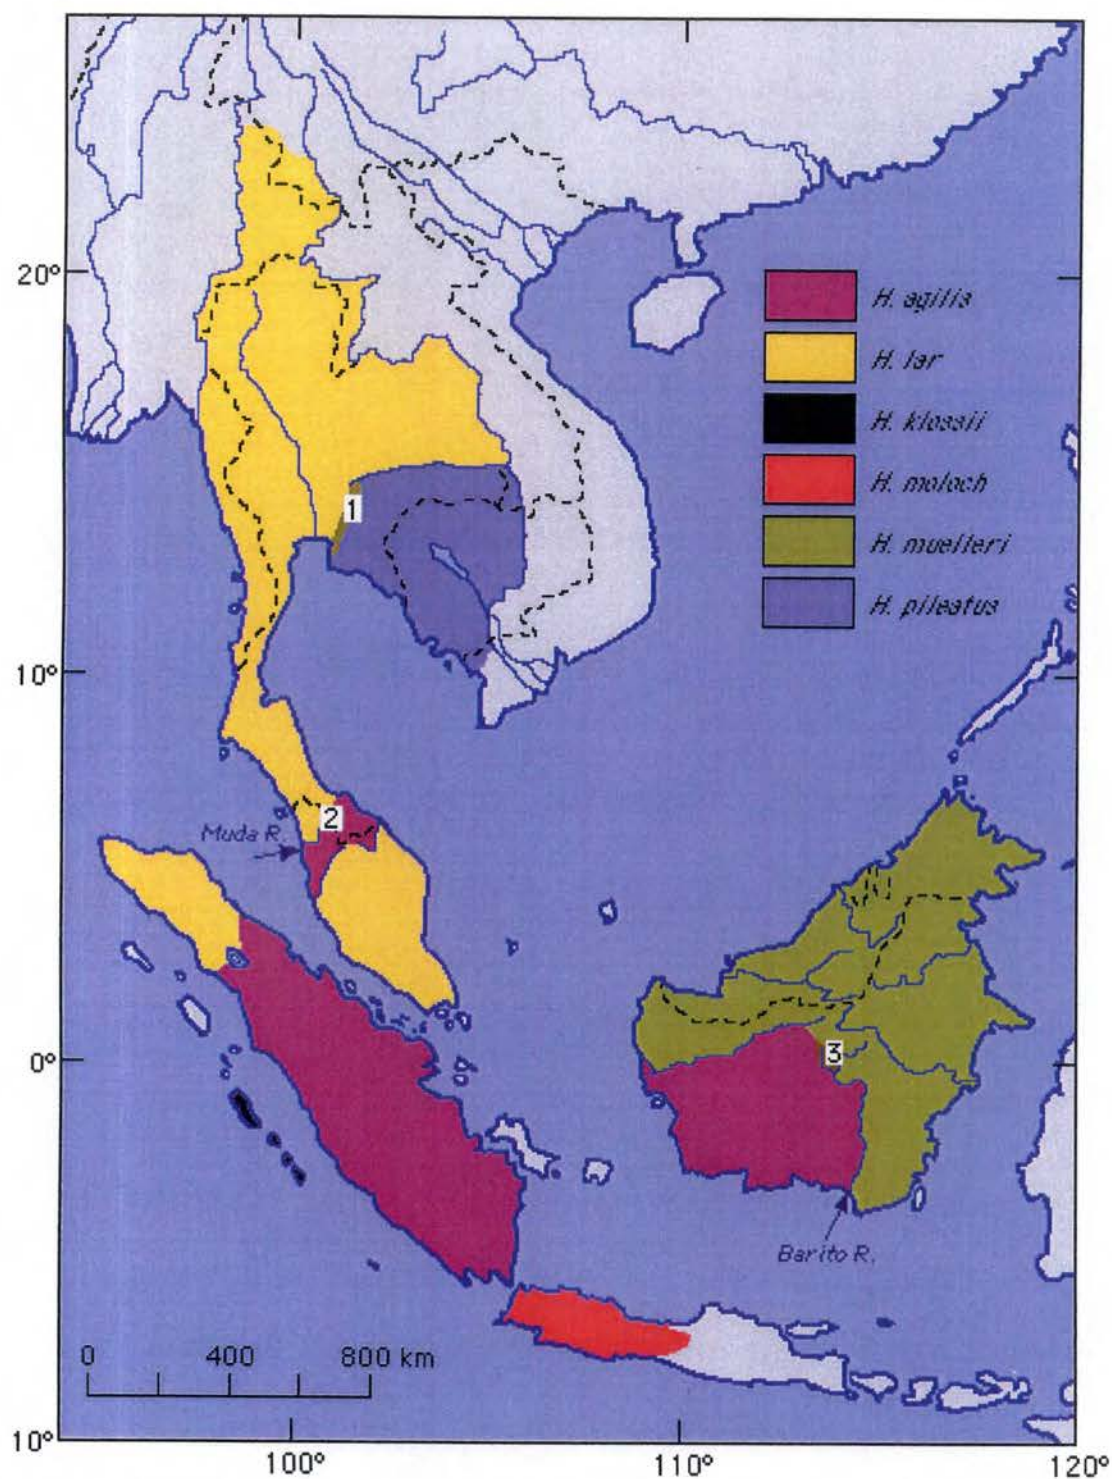 20°
H. agilis
H. lar
H. klossii
H. moloch
H. muelleri
H. pileatus
1
10°
2
Muda R.
0°
3
Barito R.
0 400 800 km
10°
100° 110° 120°